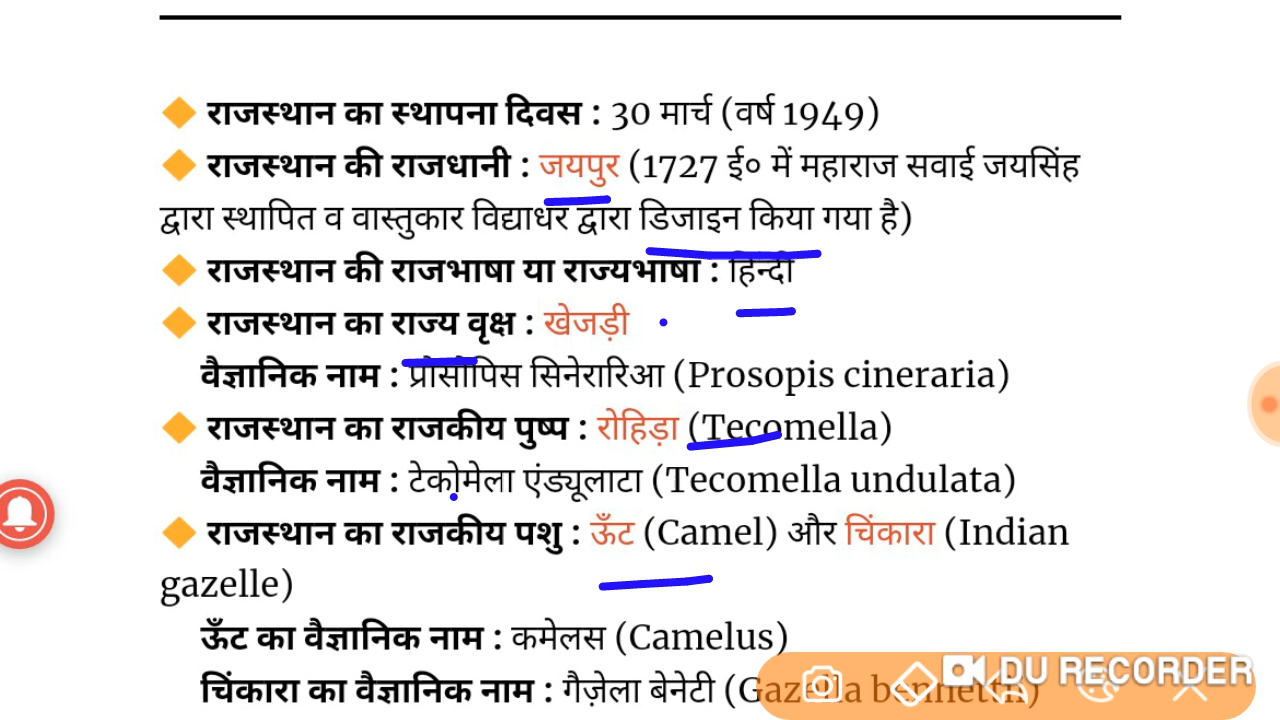 🔶 राजस्थान का स्थापना दिवस : 30 मार्च (वर्ष 1949)
🔶 राजस्थान की राजधानी : जयपुर (1727 ई० में महाराज सवाई जयसिंह
द्वारा स्थापित व वास्तुकार विद्याधर द्वारा डिजाइन किया गया है)
🔶 राजस्थान की राजभाषा या राज्यभाषा : हिन्दी
🔶 राजस्थान का राज्य वृक्ष : खेजड़ी
वैज्ञानिक नाम : प्रौसोपिस सिनेरारिआ (Prosopis cineraria)
🔶 राजस्थान का राजकीय पुष्प : रोहिड़ा (Tecomella)
वैज्ञानिक नाम : टेकोमेला एंड्यूलाटा (Tecomella undulata)
🔶 राजस्थान का राजकीय पशु : ऊँट (Camel) और चिंकारा (Indian
gazelle)
ऊँट का वैज्ञानिक नाम : कमेलस (Camelus)
चिंकारा का वैज्ञानिक नाम : गैज़ेला बेनेटी (Gazella bennettii)
DU RECORDER